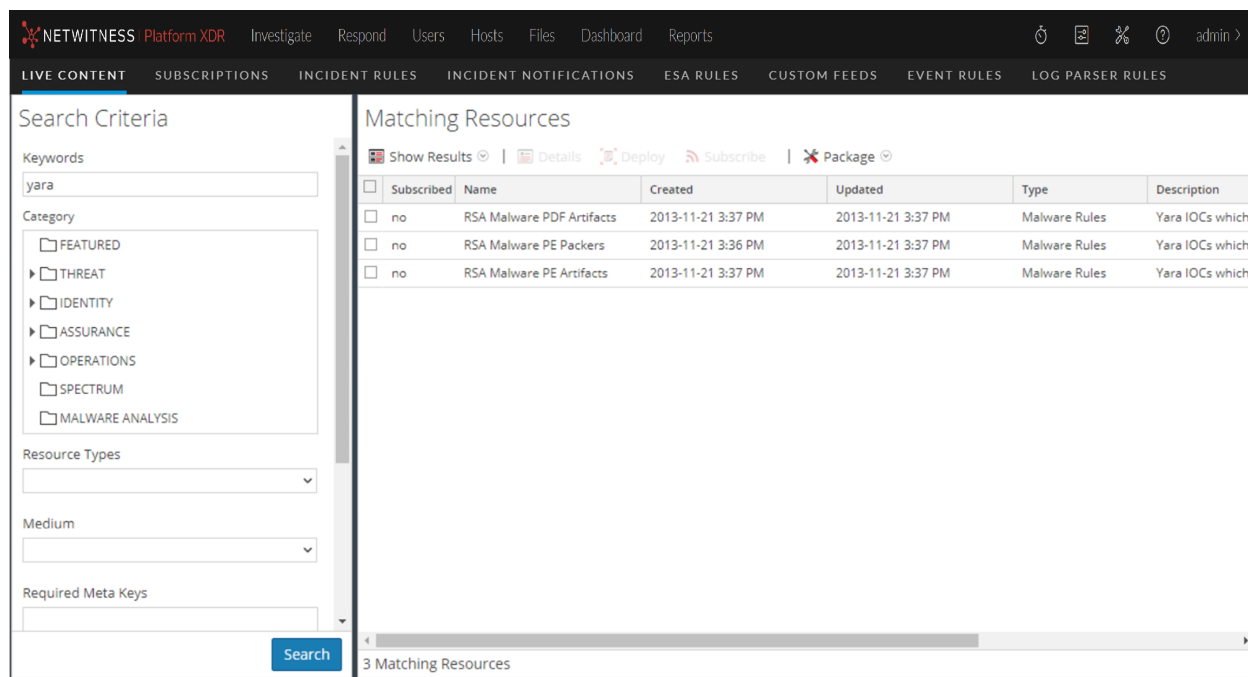 NETWITNESS Platform XDR Investigate Respond Users Hosts Files Dashboard Reports admin >
LIVE CONTENT SUBSCRIPTIONS INCIDENT RULES INCIDENT NOTIFICATIONS ESA RULES CUSTOM FEEDS EVENT RULES LOG PARSER RULES
Search Criteria
Keywords
yara
Category
FEATURED
THREAT
IDENTITY
ASSURANCE
OPERATIONS
SPECTRUM
MALWARE ANALYSIS
Resource Types
Medium
Required Meta Keys
Search
Matching Resources
Show Results | Details Deploy Subscribe | Package
Subscribed Name Created Updated Type Description
no RSA Malware PDF Artifacts 2013-11-21 3:37 PM 2013-11-21 3:37 PM Malware Rules Yara IOCs which
no RSA Malware PE Packers 2013-11-21 3:36 PM 2013-11-21 3:37 PM Malware Rules Yara IOCs which
no RSA Malware PE Artifacts 2013-11-21 3:37 PM 2013-11-21 3:37 PM Malware Rules Yara IOCs which
3 Matching Resources